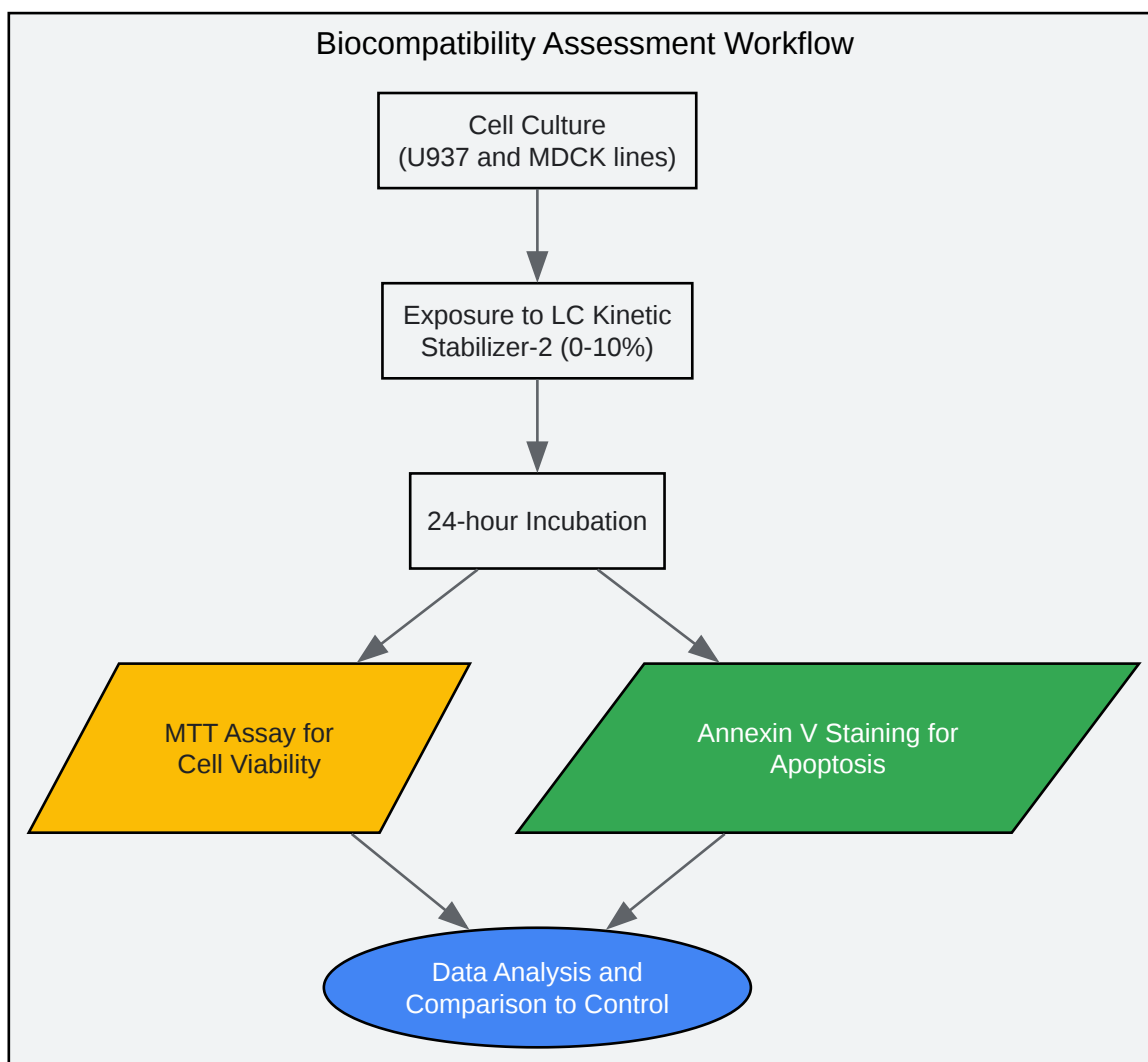 Biocompatibility Assessment Workflow
Cell Culture
(U937 and MDCK lines)
Exposure to LC Kinetic
Stabilizer-2 (0-10%)
24-hour Incubation
MTT Assay for
Cell Viability
Annexin V Staining for
Apoptosis
Data Analysis and
Comparison to Control